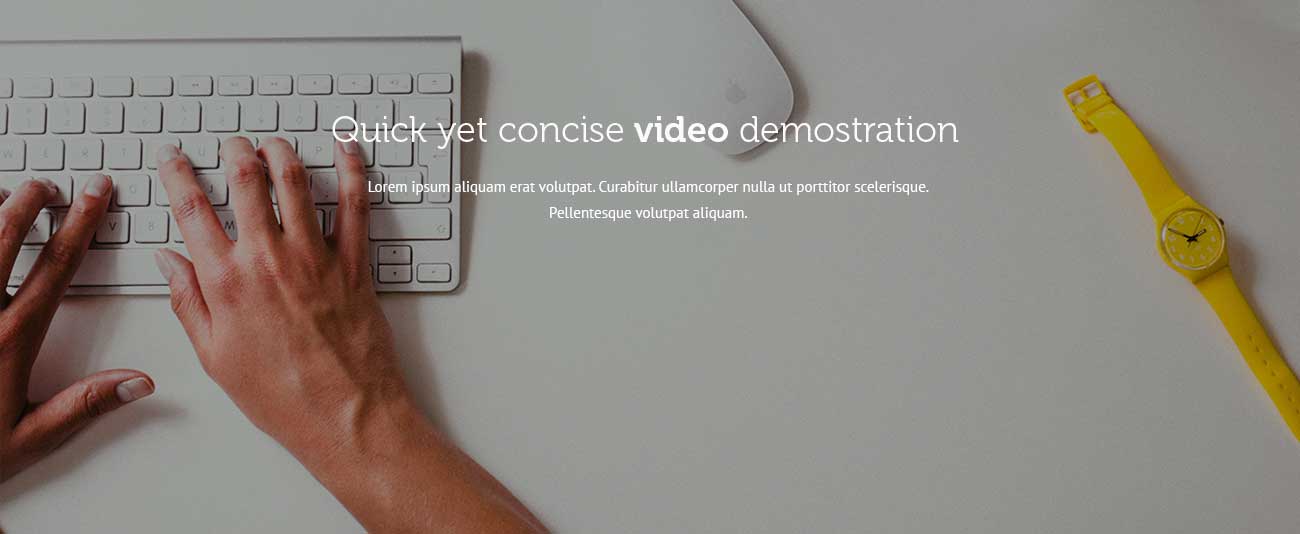 Quick yet concise video demostration
Lorem ipsum aliquam erat volutpat. Curabitur ullamcorper nulla ut porttitor scelerisque.
Pellentesque volutpat aliquam.